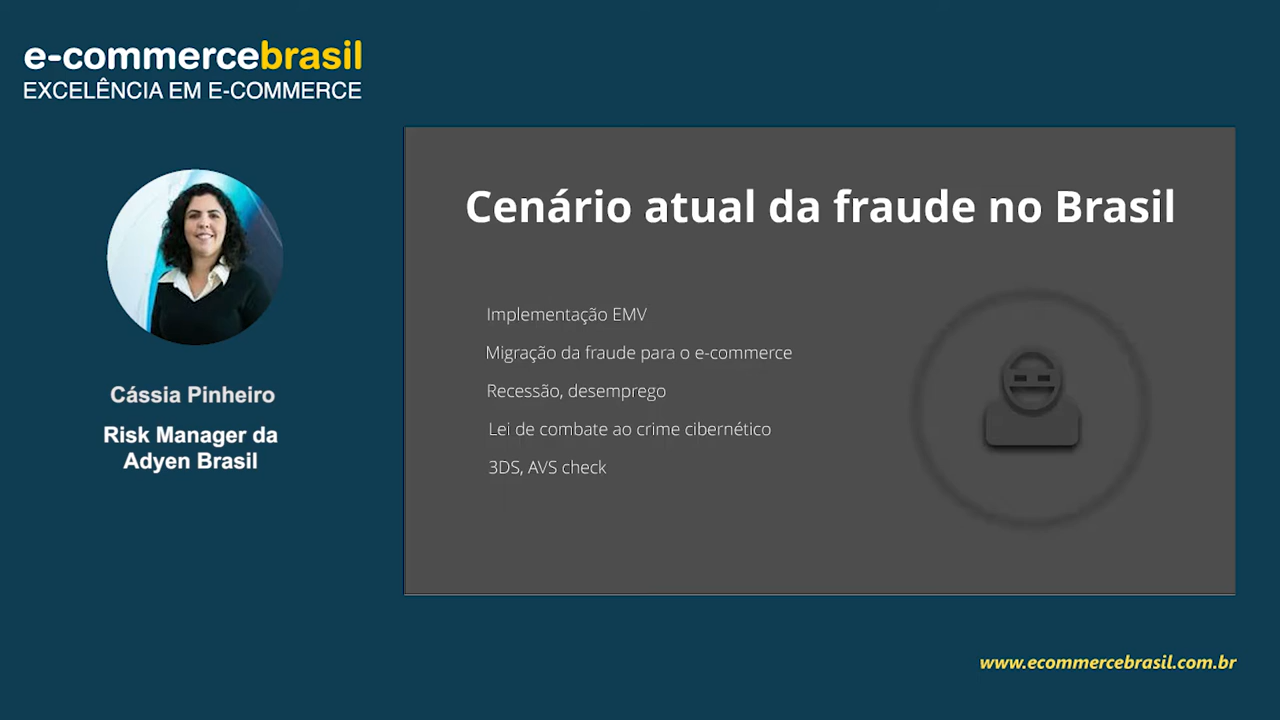 e-commercebrasil
EXCELÊNCIA EM E-COMMERCE
Cássia Pinheiro
Risk Manager da
Adyen Brasil
Cenário atual da fraude no Brasil
Implementação EMV
Migração da fraude para o e-commerce
Recessão, desemprego
Lei de combate ao crime cibernético
3DS, AVS check
www.ecommercebrasil.com.br